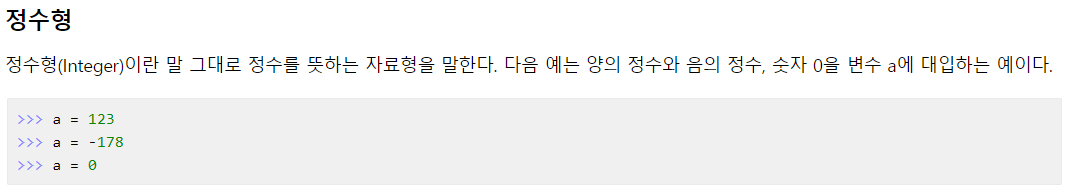 정수형
정수형(Integer)이란 말 그대로 정수를 뜻하는 자료형을 말한다. 다음 예는 양의 정수와 음의 정수, 숫자 0을 변수 a에 대입하는 예이다.
>>> a = 123
>>> a = -178
>>> a = 0